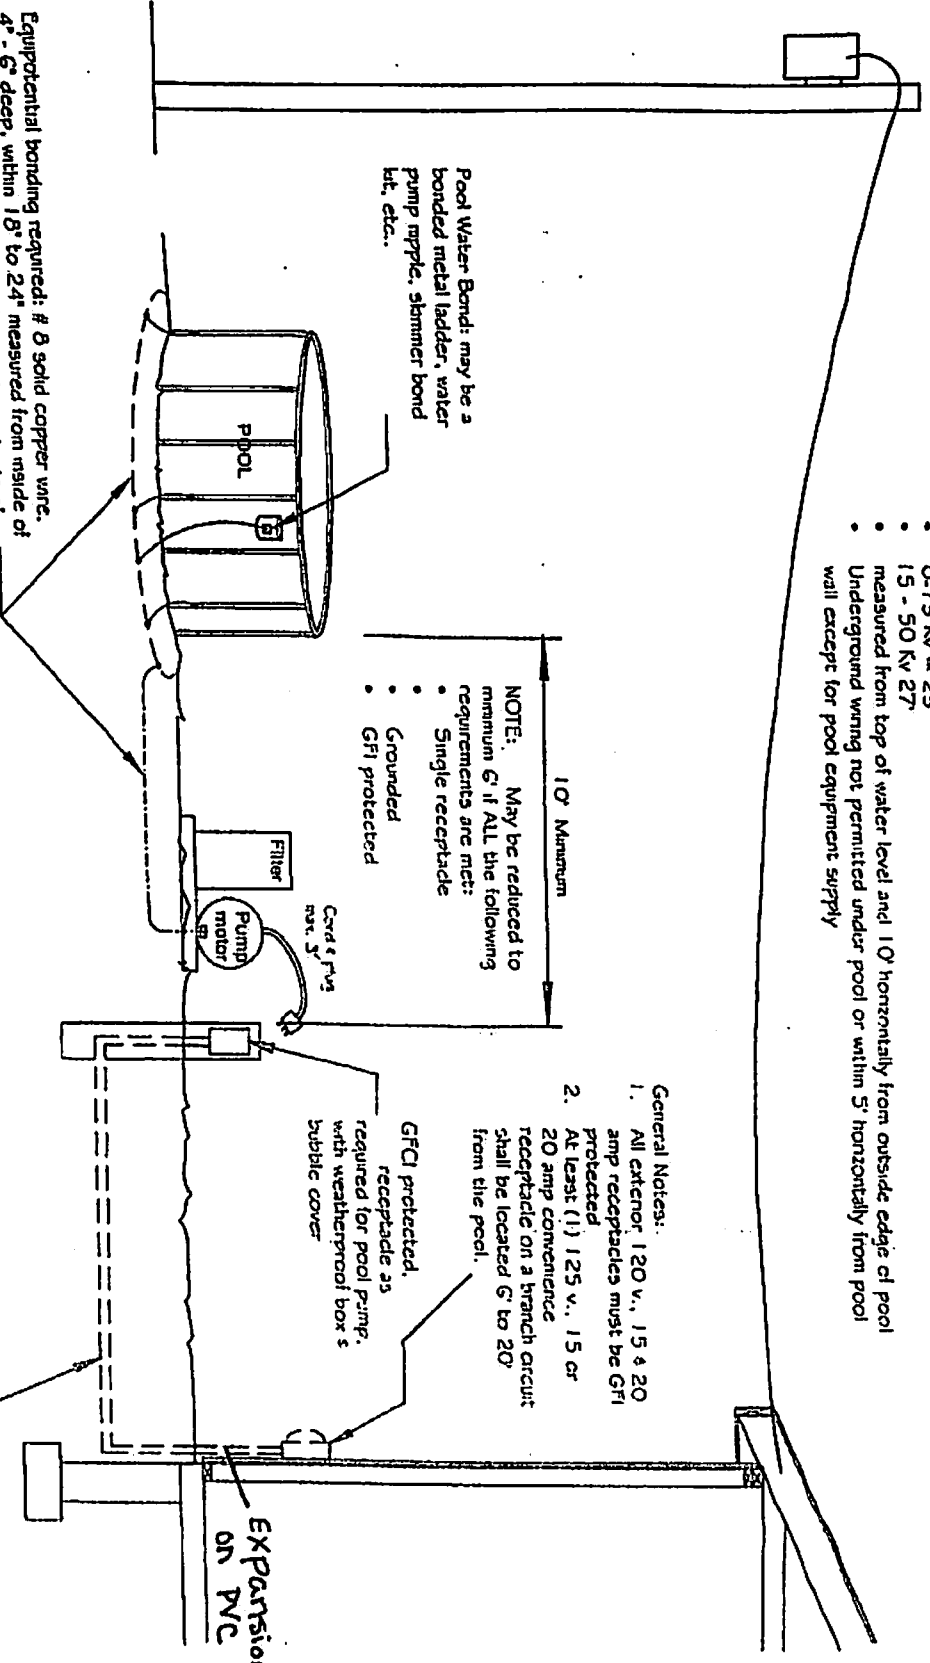 15 - 50 Kv 27'
measured from top of water level and 10' horizontally from outside edge of pool
Underground wiring not permitted under pool or within 5' horizontally from pool
wall except for pool equipment supply
Pool Water Bond: may be a
bonded metal ladder, water
pump nipple, skimmer bond
kit, etc..
POOL
10' Minimum
NOTE: May be reduced to
minimum 6' if ALL the following
requirements are met:
Single receptacle
Grounded
GFI protected
General Notes:
1. All exterior 120 v., 15 & 20
amp receptacles must be GFI
protected
2. At least (1) 125 v., 15 or
20 amp convenience
receptacle on a branch circuit
shall be located 6' to 20'
from the pool.
Filter
Pump
motor
Cord & Plug
max. 3'
GFCI protected.
receptacle as
required for pool pump.
with weatherproof box &
bubble cover
Expansion
on PVC
Equipotential bonding required: # 8 solid copper wire.
4" - 6" deep, within 18" to 24" measured from inside of